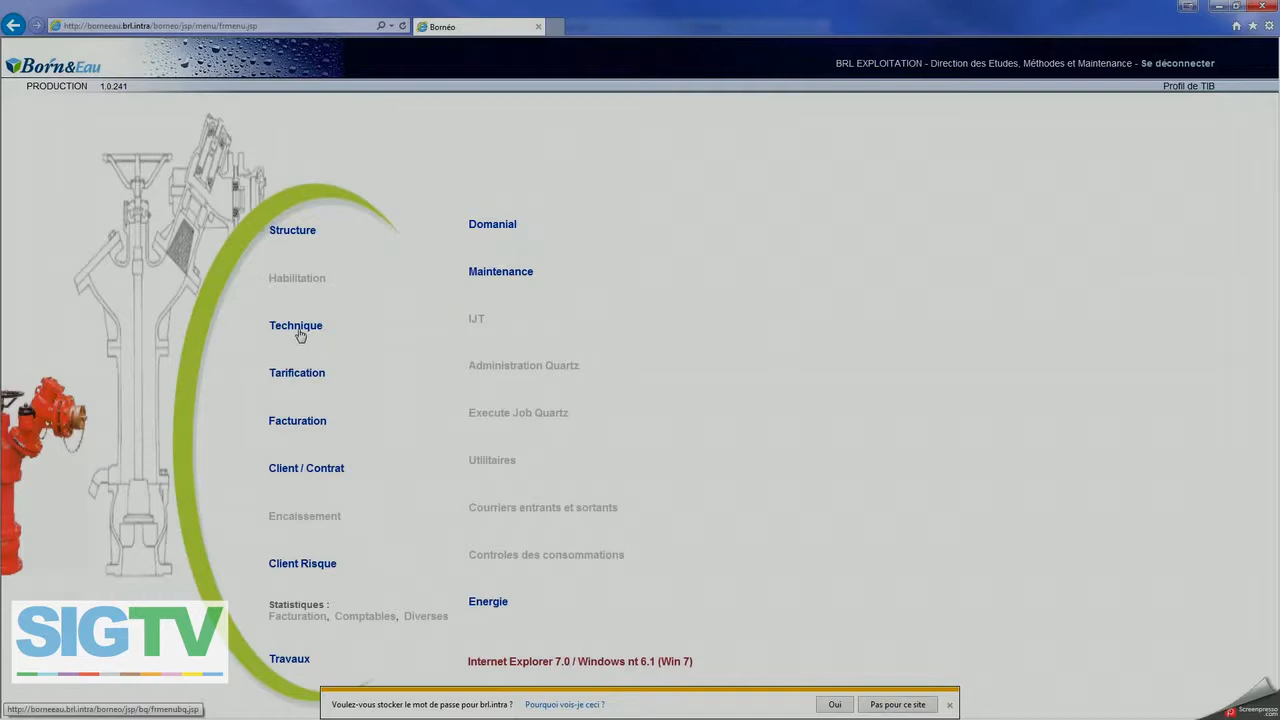 http://borneeau.brl.intra/borneo/jsp/menu/frmenu.jsp
Bornéo
Born&Eau
BRL EXPLOITATION - Direction des Etudes, Méthodes et Maintenance - Se déconnecter
PRODUCTION 1.0.241
Profil de TIB
Structure
Habilitation
Technique
Tarification
Facturation
Client / Contrat
Encaissement
Client Risque
Statistiques :
Facturation, Comptables, Diverses
Travaux
Domanial
Maintenance
IJT
Administration Quartz
Execute Job Quartz
Utilitaires
Courriers entrants et sortants
Controles des consommations
Energie
Internet Explorer 7.0 / Windows nt 6.1 (Win 7)
SIGTV
Voulez-vous stocker le mot de passe pour brl.intra ? Pourquoi vois-je ceci ? Oui Pas pour ce site
http://borneeau.brl.intra/borneo/jsp/bq/frmenubq.jsp
Screenpresso
.com